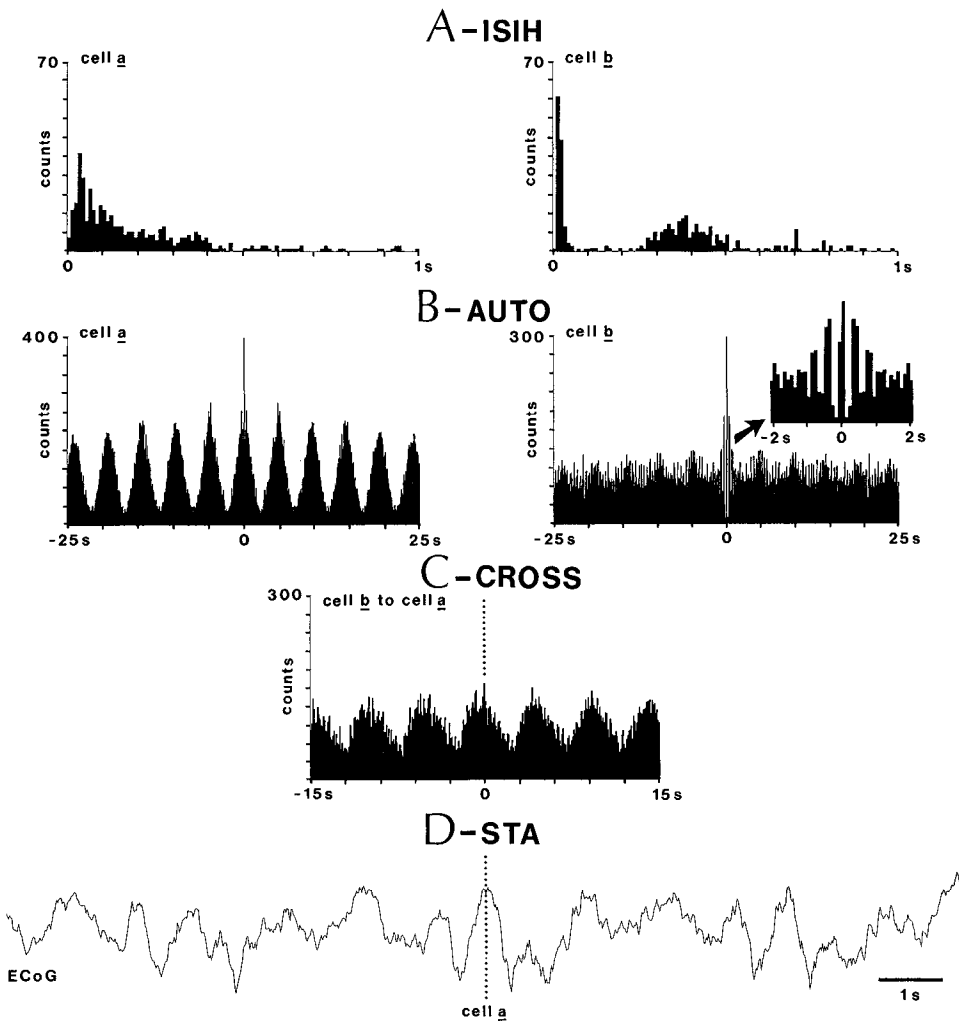 A-ISIH
cell a
cell b
70
70
counts
counts
0
1s
0
1s
B-AUTO
cell a
cell b
400
300
counts
counts
-2s
0
2s
-25s
0
25s
-25s
0
25s
C-CROSS
300
cell b to cell a
counts
-15s
0
15s
D-STA
ECoG
1s
cell a